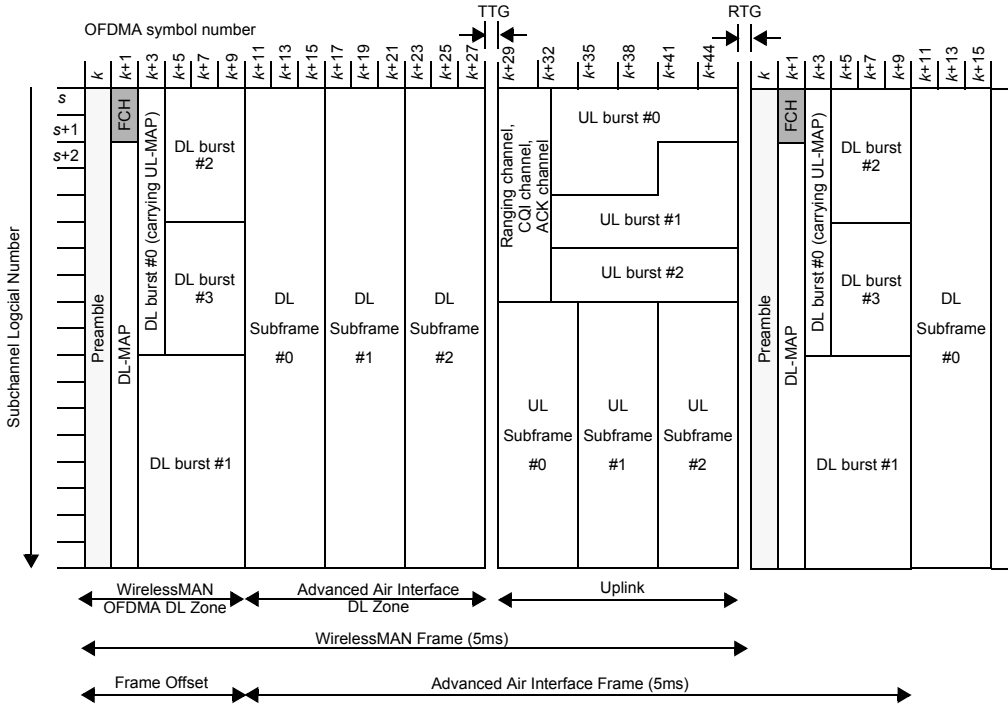 TTG
RTG
OFDMA symbol number
k
k+1
k+3
k+5
k+7
k+9
k+11
k+13
k+15
k+17
k+19
k+21
k+23
k+25
k+27
k+29
k+32
k+35
k+38
k+41
k+44
k
k+1
k+3
k+5
k+7
k+9
k+11
k+13
k+15
s
s+1
s+2
Subchannel Logcial Number
Preamble
FCH
DL-MAP
DL burst #0 (carrying UL-MAP)
DL burst
#2
DL burst
#3
DL burst #1
DL
Subframe
#0
DL
Subframe
#1
DL
Subframe
#2
Ranging channel,
CQI channel,
ACK channel
UL burst #0
UL burst #1
UL burst #2
UL
Subframe
#0
UL
Subframe
#1
UL
Subframe
#2
Preamble
FCH
DL-MAP
DL burst #0 (carrying UL-MAP)
DL burst
#2
DL burst
#3
DL burst #1
DL
Subframe
#0
WirelessMAN
OFDMA DL Zone
Advanced Air Interface
DL Zone
Uplink
WirelessMAN Frame (5ms)
Frame Offset
Advanced Air Interface Frame (5ms)